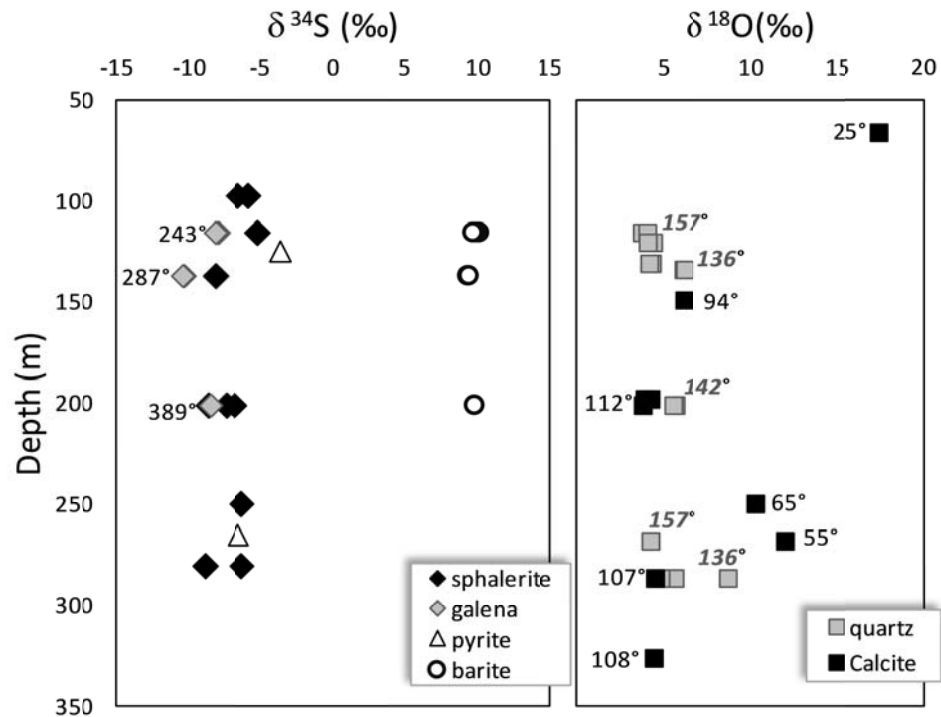 δ 34S (‰)
δ 18O(‰)
-15 -10 -5 0 5 10 15
5 10 15 20
Depth (m)
50
100
150
200
250
300
350
243°
287°
389°
sphalerite
galena
pyrite
barite
25°
157°
136°
94°
142°
112°
65°
157°
55°
136°
107°
108°
quartz
Calcite